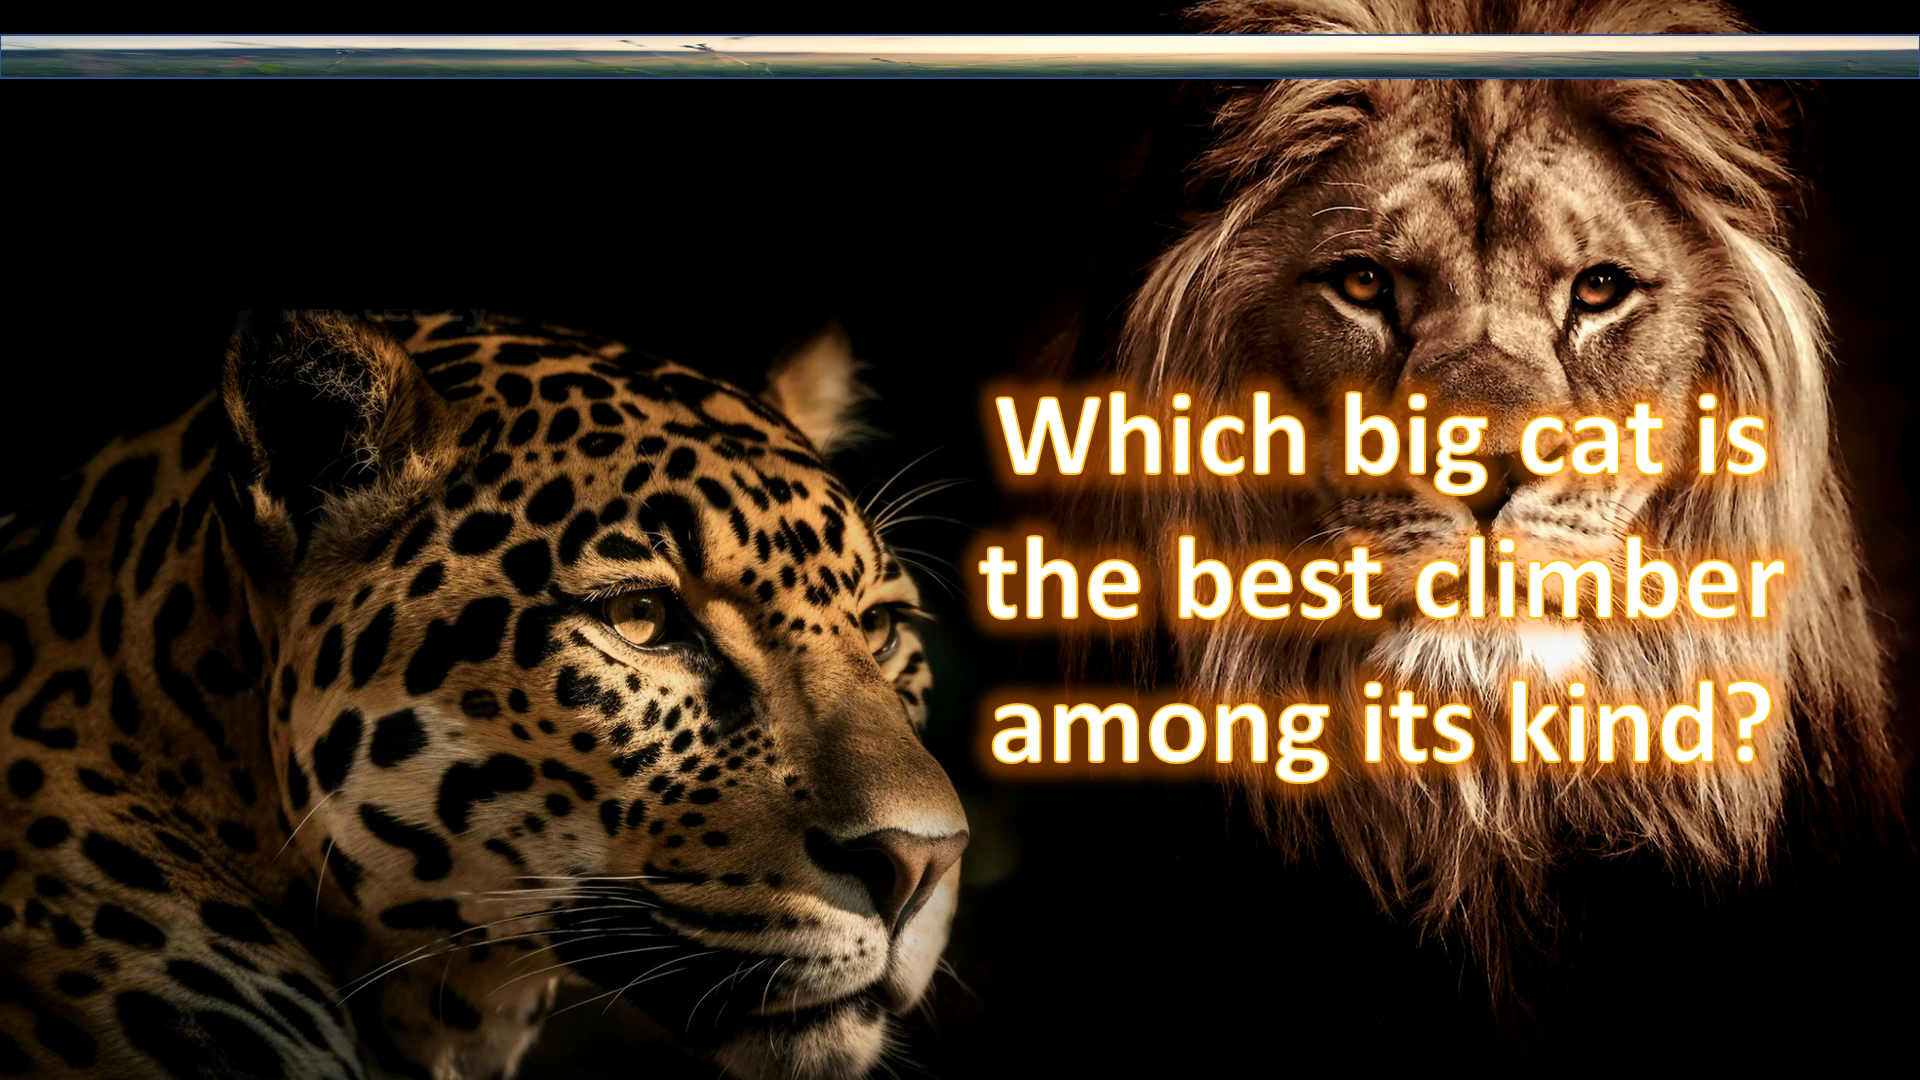 Which big cat is
the best climber
among its kind?